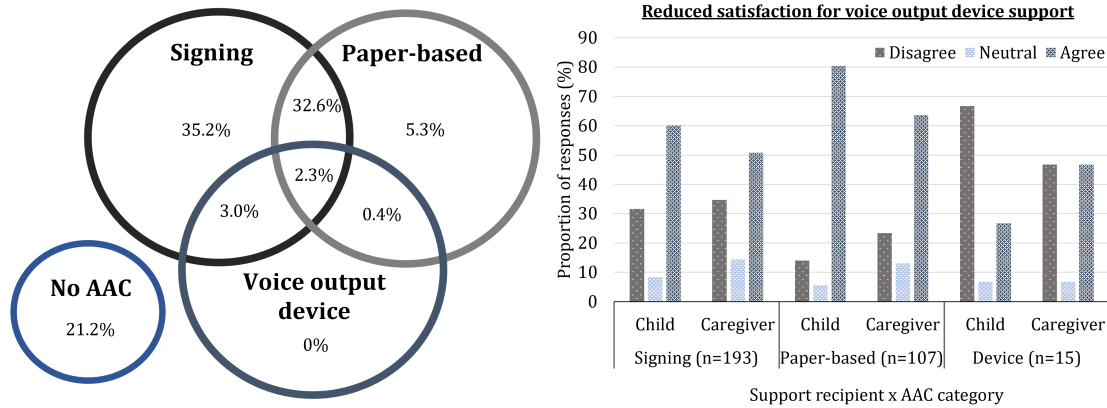 Signing
Paper-based
32.6%
35.2%
5.3%
2.3%
3.0%
0.4%
No AAC
21.2%
Voice output
device
0%
Reduced satisfaction for voice output device support
Disagree Neutral Agree
Proportion of responses (%)
90
80
70
60
50
40
30
20
10
0
Child Caregiver Child Caregiver Child Caregiver
Signing (n=193) Paper-based (n=107) Device (n=15)
Support recipient x AAC category